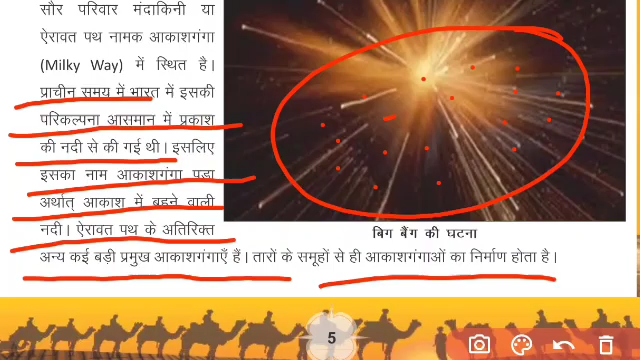 सौर परिवार मंदाकिनी या
ऐरावत पथ नामक आकाशगंगा
(Milky Way) में स्थित है।
प्राचीन समय में भारत में इसकी
परिकल्पना आसमान में प्रकाश
की नदी से की गई थी। इसलिए
इसका नाम आकाशगंगा पड़ा
अर्थात् आकाश में बहने वाली
नदी। ऐरावत पथ के अतिरिक्त
बिग बैंग की घटना
अन्य कई बड़ी प्रमुख आकाशगंगाएँ हैं। तारों के समूहों से ही आकाशगंगाओं का निर्माण होता है।
5